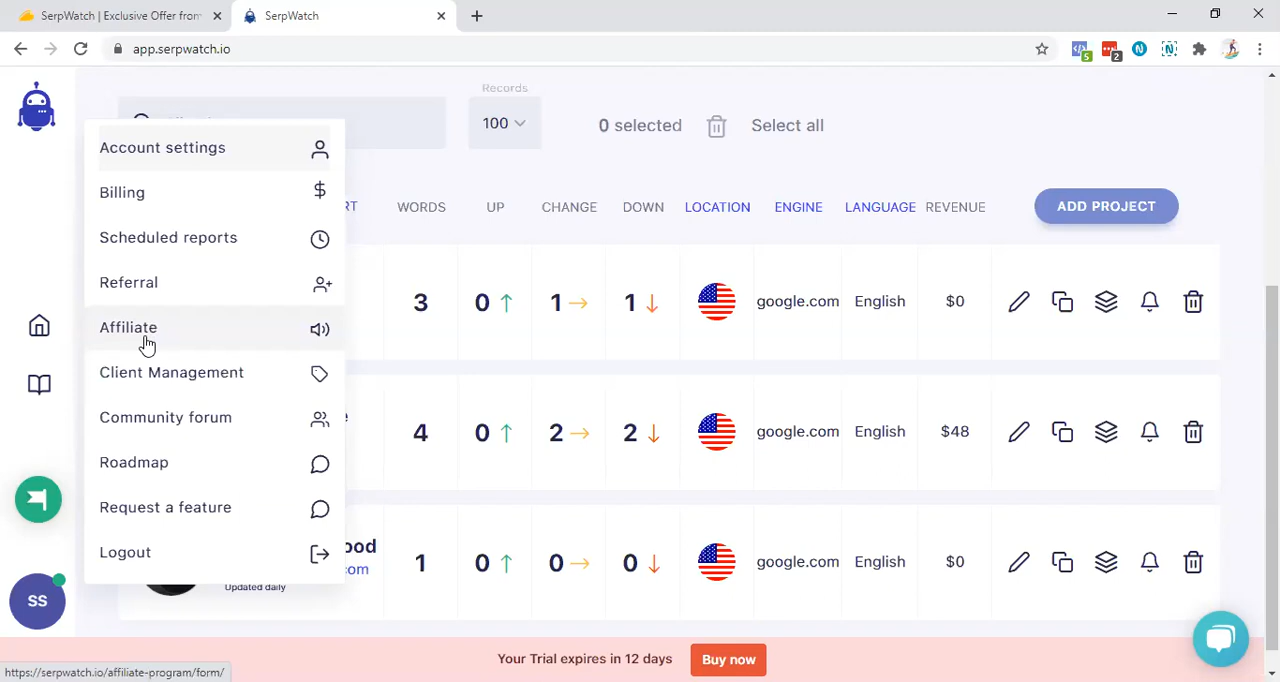 SerpWatch | Exclusive Offer from
SerpWatch
app.serpwatch.io
5
2
Records
100
0 selected
Select all
WORDS
UP
CHANGE
DOWN
LOCATION
ENGINE
LANGUAGE
REVENUE
ADD PROJECT
Account settings
Billing
Scheduled reports
Referral
Affiliate
Client Management
Community forum
Roadmap
Request a feature
Logout
3
0
1
1
google.com
English
$0
4
0
2
2
google.com
English
$48
ood
com
Updated daily
1
0
0
0
google.com
English
$0
SS
Your Trial expires in 12 days
Buy now
https://serpwatch.io/affiliate-program/form/